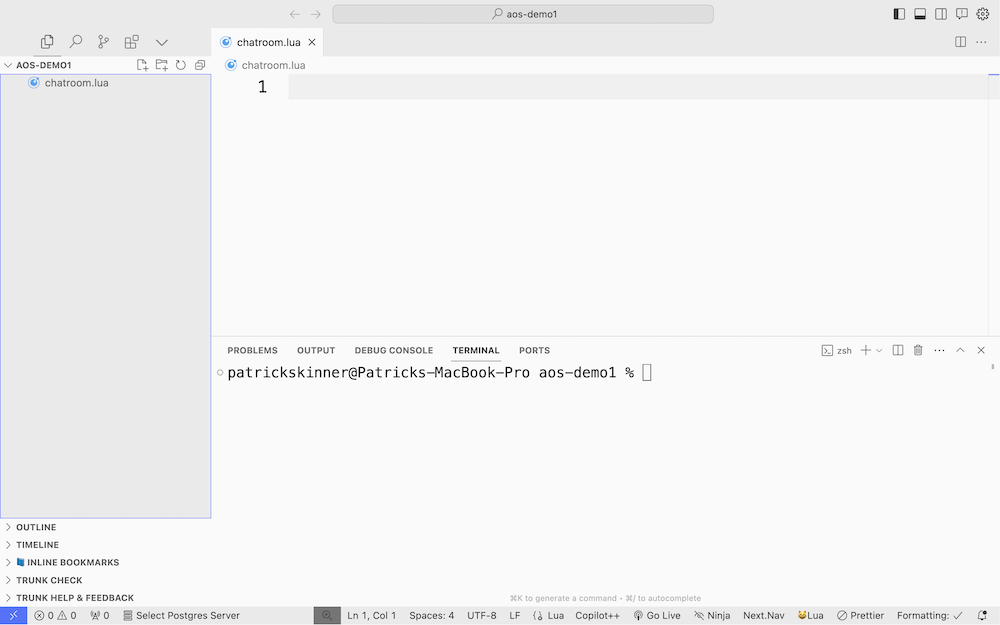 aos-demo1
chatroom.lua
AOS-DEMO1
chatroom.lua
chatroom.lua
1
PROBLEMS OUTPUT DEBUG CONSOLE TERMINAL PORTS zsh
patrickskinner@Patricks-MacBook-Pro aos-demo1 %
OUTLINE
TIMELINE
INLINE BOOKMARKS
TRUNK CHECK
TRUNK HELP & FEEDBACK
⌘K to generate a command • ⌘/ to autocomplete
0 0 0 Select Postgres Server Ln 1, Col 1 Spaces: 4 UTF-8 LF Lua Copilot++ Go Live Ninja Next.Nav Lua Prettier Formatting: ✓